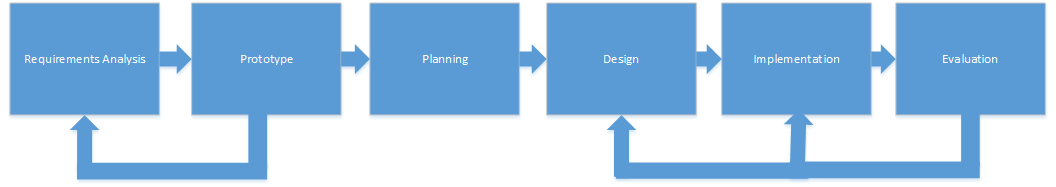 Requirements Analysis
Prototype
Planning
Design
Implementation
Evaluation